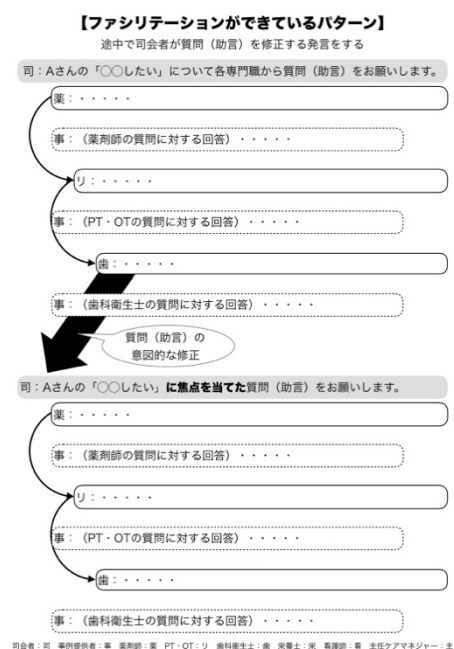 【ファシリテーションができているパターン】
途中で司会者が質問（助言）を修正する発言をする
司：Aさんの「○○したい」について各専門職から質問（助言）をお願いします。
薬：・・・・・
事：（薬剤師の質問に対する回答）・・・・・
リ：・・・・・
事：（PT・OTの質問に対する回答）・・・・・
歯：・・・・・
事：（歯科衛生士の質問に対する回答）・・・・・
質問（助言）の
意図的な修正
司：Aさんの「○○したい」に焦点を当てた質問（助言）をお願いします。
薬：・・・・・
事：（薬剤師の質問に対する回答）・・・・・
リ：・・・・・
事：（PT・OTの質問に対する回答）・・・・・
歯：・・・・・
事：（歯科衛生士の質問に対する回答）・・・・・
司会者：司　事例提供者：事　薬剤師：薬　PT・OT：リ　歯科衛生士：歯　栄養士：栄　看護師：看　主任ケアマネジャー：主